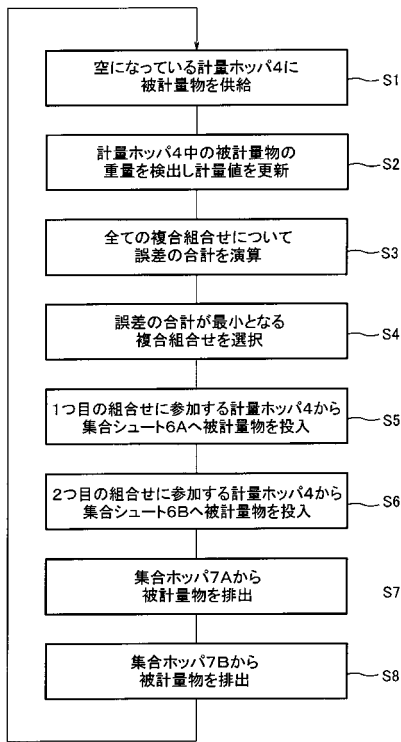 空になっている計量ホッパ4に
被計量物を供給
S1
計量ホッパ4中の被計量物の
重量を検出し計量値を更新
S2
全ての複合組合せについて
誤差の合計を演算
S3
誤差の合計が最小となる
複合組合せを選択
S4
1つ目の組合せに参加する計量ホッパ4から
集合シュート6Aへ被計量物を投入
S5
2つ目の組合せに参加する計量ホッパ4から
集合シュート6Bへ被計量物を投入
S6
集合ホッパ7Aから
被計量物を排出
S7
集合ホッパ7Bから
被計量物を排出
S8